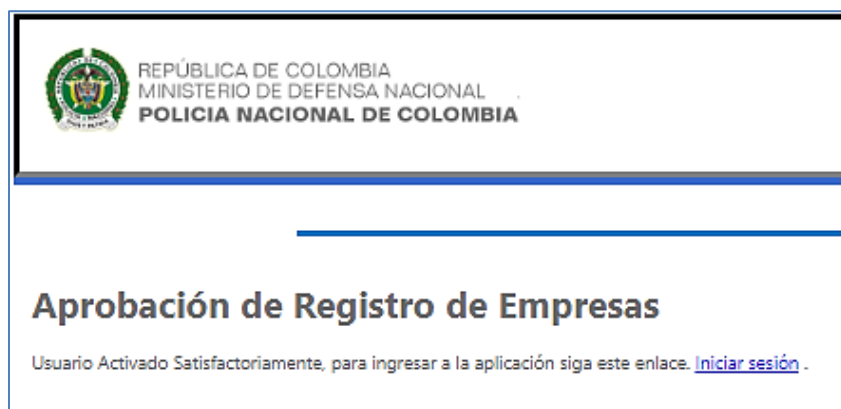 REPÚBLICA DE COLOMBIA
MINISTERIO DE DEFENSA NACIONAL
POLICIA NACIONAL DE COLOMBIA
Aprobación de Registro de Empresas
Usuario Activado Satisfactoriamente, para ingresar a la aplicación siga este enlace. Iniciar sesión .